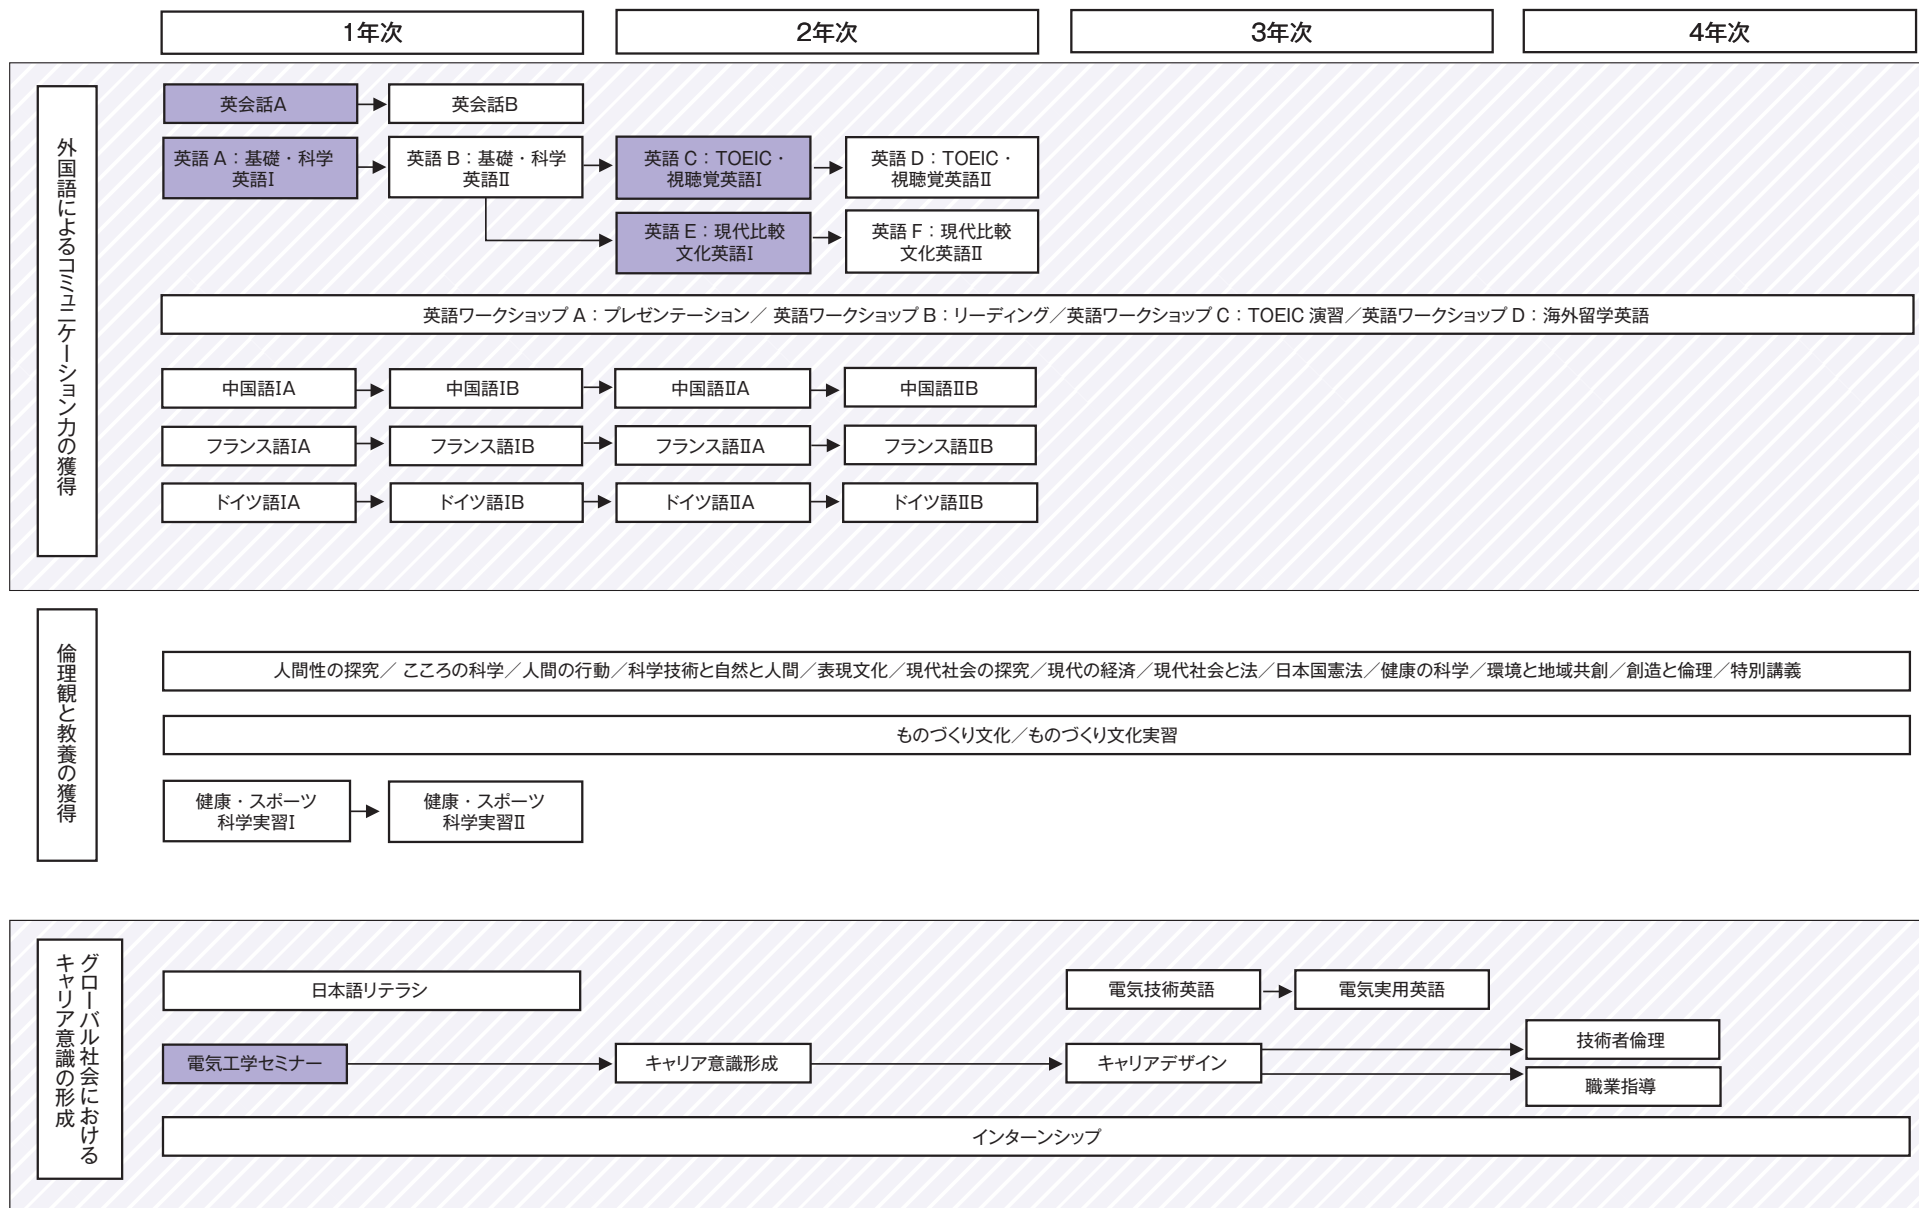 1年次
2年次
3年次
4年次
外国語によるコミュニケーション力の獲得
英会話A
英会話B
英語 A：基礎・科学
英語Ⅰ
英語 B：基礎・科学
英語Ⅱ
英語 C：TOEIC・
視聴覚英語Ⅰ
英語 D：TOEIC・
視聴覚英語Ⅱ
英語 E：現代比較
文化英語Ⅰ
英語 F：現代比較
文化英語Ⅱ
英語ワークショップ A：プレゼンテーション／ 英語ワークショップ B：リーディング／英語ワークショップ C：TOEIC 演習／英語ワークショップ D：海外留学英語
中国語ⅠA
中国語ⅠB
中国語ⅡA
中国語ⅡB
フランス語ⅠA
フランス語ⅠB
フランス語ⅡA
フランス語ⅡB
ドイツ語ⅠA
ドイツ語ⅠB
ドイツ語ⅡA
ドイツ語ⅡB
倫理観と教養の獲得
人間性の探究／ こころの科学／人間の行動／科学技術と自然と人間／表現文化／現代社会の探究／現代の経済／現代社会と法／日本国憲法／健康の科学／環境と地域共創／創造と倫理／特別講義
ものづくり文化／ものづくり文化実習
健康・スポーツ
科学実習Ⅰ
健康・スポーツ
科学実習Ⅱ
グローバル社会における
キャリア意識の形成
日本語リテラシ
電気技術英語
電気実用英語
電気工学セミナー
キャリア意識形成
キャリアデザイン
技術者倫理
職業指導
インターンシップ